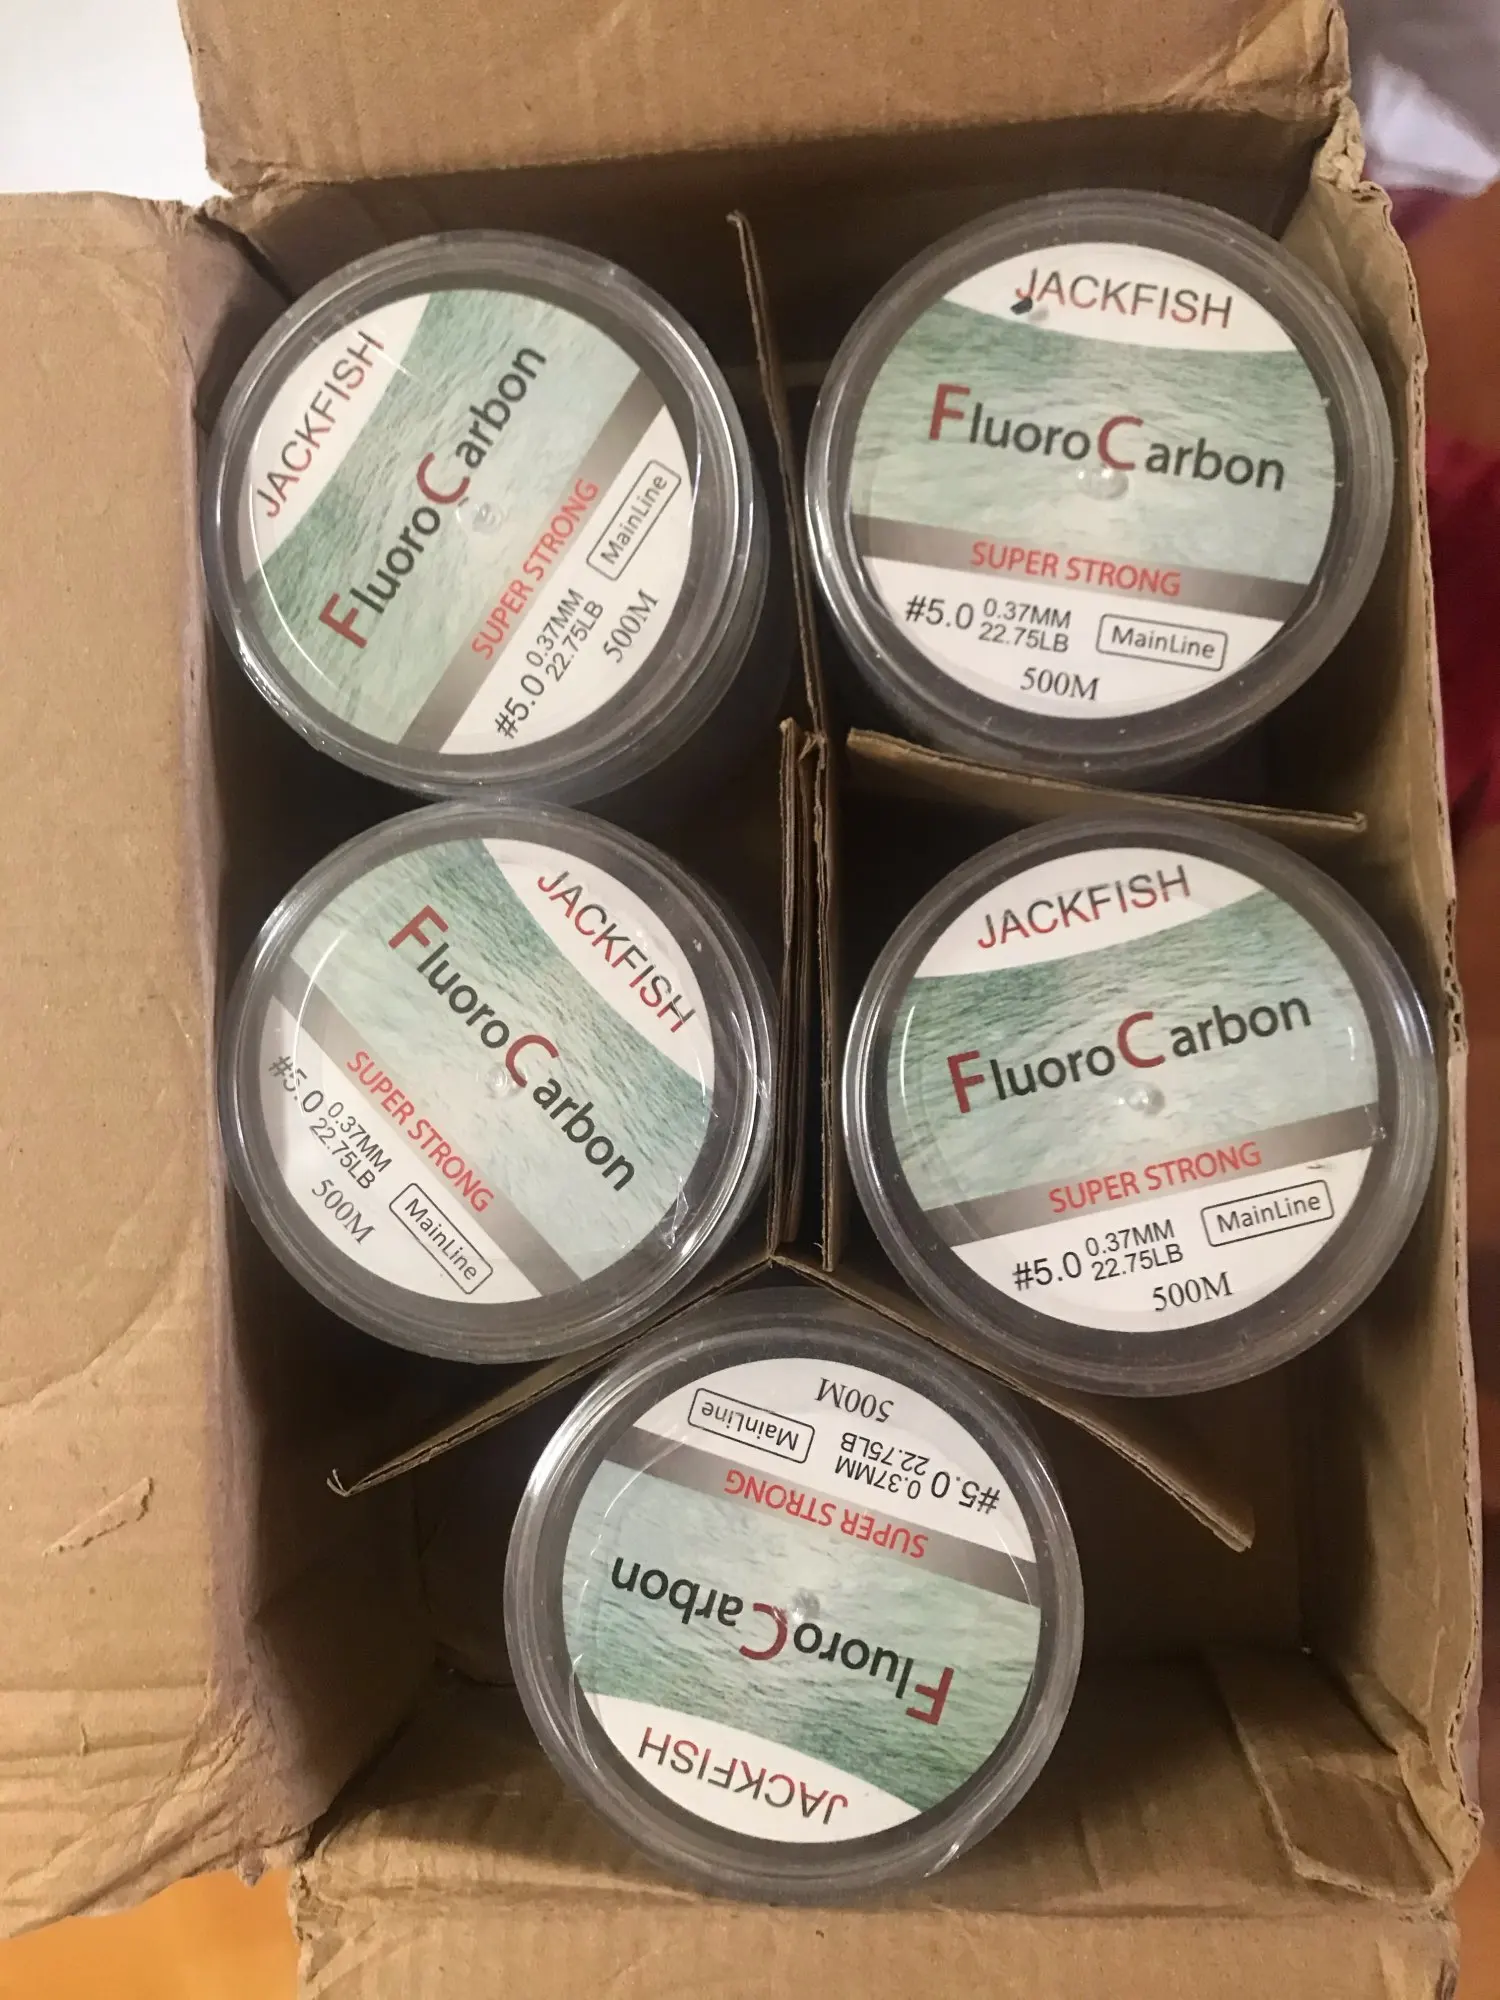 JACKFISH
FluoroCarbon
SUPER STRONG
#5.0 0.37MM
22.75LB
MainLine
500M
JACKFISH
FluoroCarbon
SUPER STRONG
#5.0 0.37MM
22.75LB
MainLine
500M
JACKFISH
FluoroCarbon
SUPER STRONG
#5.0 0.37MM
22.75LB
MainLine
500M
JACKFISH
FluoroCarbon
SUPER STRONG
#5.0 0.37MM
22.75LB
MainLine
500M
JACKFISH
FluoroCarbon
SUPER STRONG
#5.0 0.37MM
22.75LB
MainLine
500M